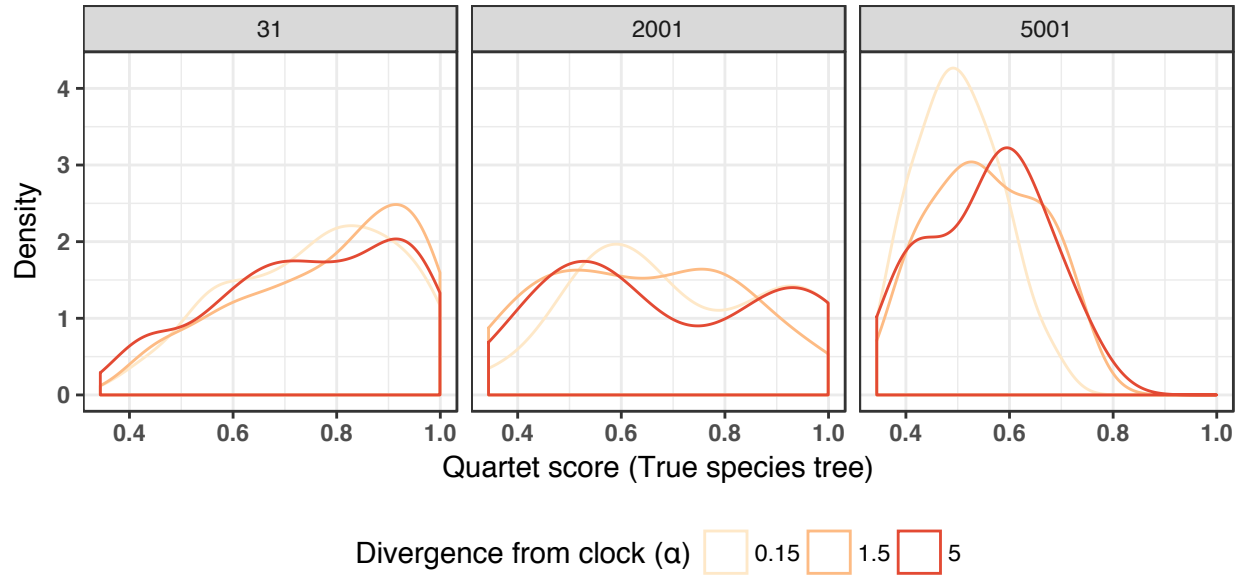 31 2001 5001
Density
4
3
2
1
0
0.4 0.6 0.8 1.0 0.4 0.6 0.8 1.0 0.4 0.6 0.8 1.0
Quartet score (True species tree)
Divergence from clock (α) 0.15 1.5 5